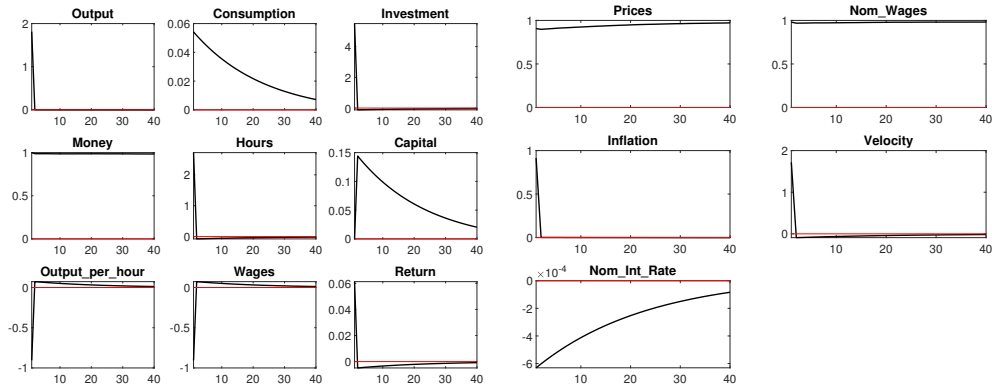 Output Consumption Investment Prices Nom_Wages
2 1 0
0.06 0.04 0.02 0
4 2 0
1 0.5 0
1 0.5 0
10 20 30 40 10 20 30 40 10 20 30 40 10 20 30 40 10 20 30 40
Money Hours Capital Inflation Velocity
1 0.5 0
2 1 0
0.15 0.1 0.05 0
1 0.5 0
2 1 0
10 20 30 40 10 20 30 40 10 20 30 40 10 20 30 40 10 20 30 40
Output_per_hour Wages Return Nom_Int_Rate
0 -0.5 -1
0 -0.5 -1
0.06 0.04 0.02 0
×10-4
0 -2 -4 -6
10 20 30 40 10 20 30 40 10 20 30 40 10 20 30 40